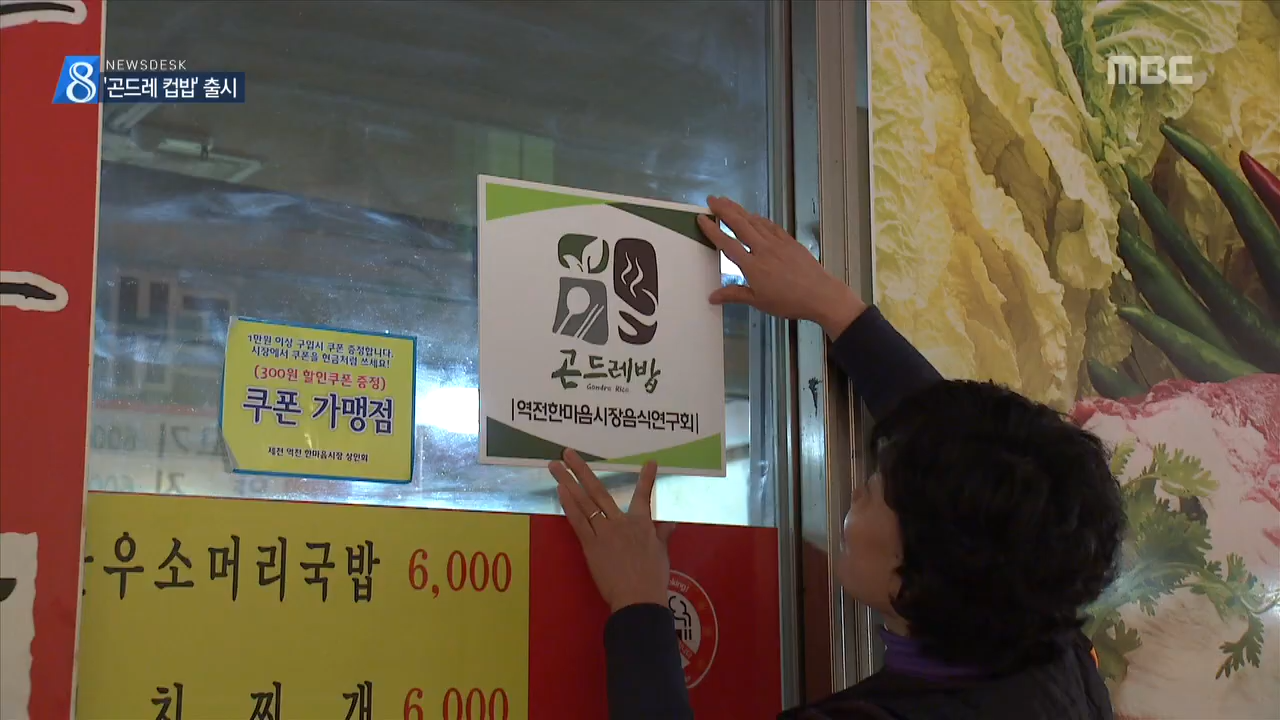 NEWSDESK
8 '곤드레 컵밥' 출시
MBC
1만원 이상 구입시 쿠폰 증정합니다.
시장에서 쿠폰을 현금처럼 쓰세요!
(300원 할인쿠폰 증정)
쿠폰 가맹점
제천 역전 한마음시장 상인회
곤드레밥
Gondre Rice
역전한마음시장음식연구회
우소머리국밥 6,000
치찌개 6,000